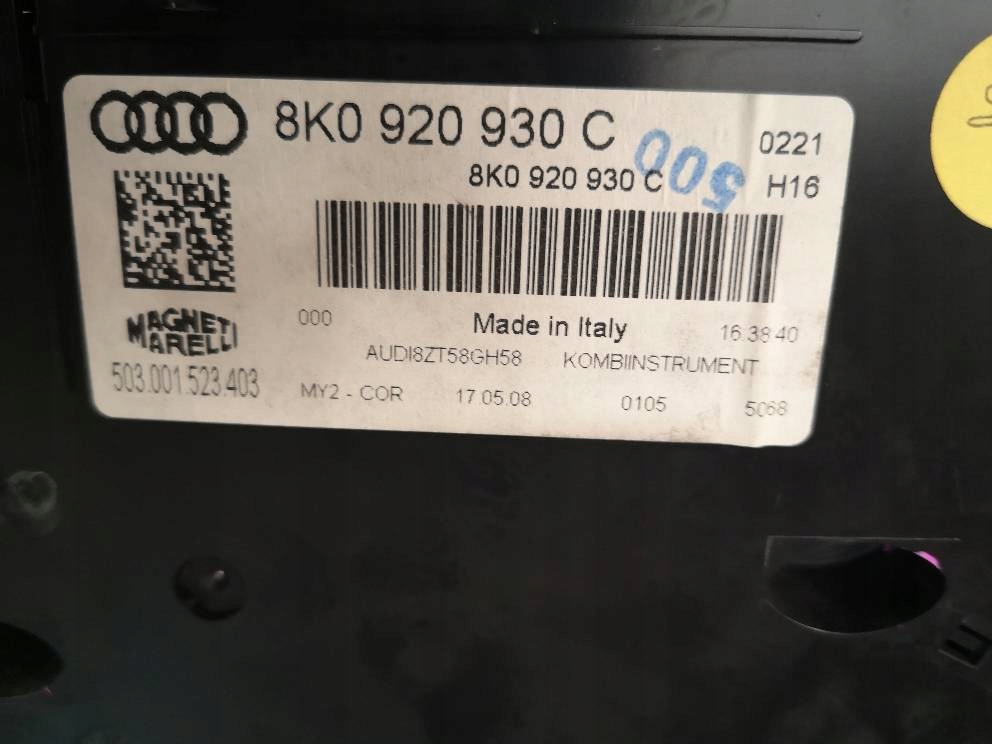 8K0 920 930 C
0221
8K0 920 930 C
H16
500
000
Made in Italy
16:38:40
MAGNETI
MARELLI
AUDI8ZT58GH58 KOMBIINSTRUMENT
503.001.523.403
MY2 - COR 17.05.08 0105 5068